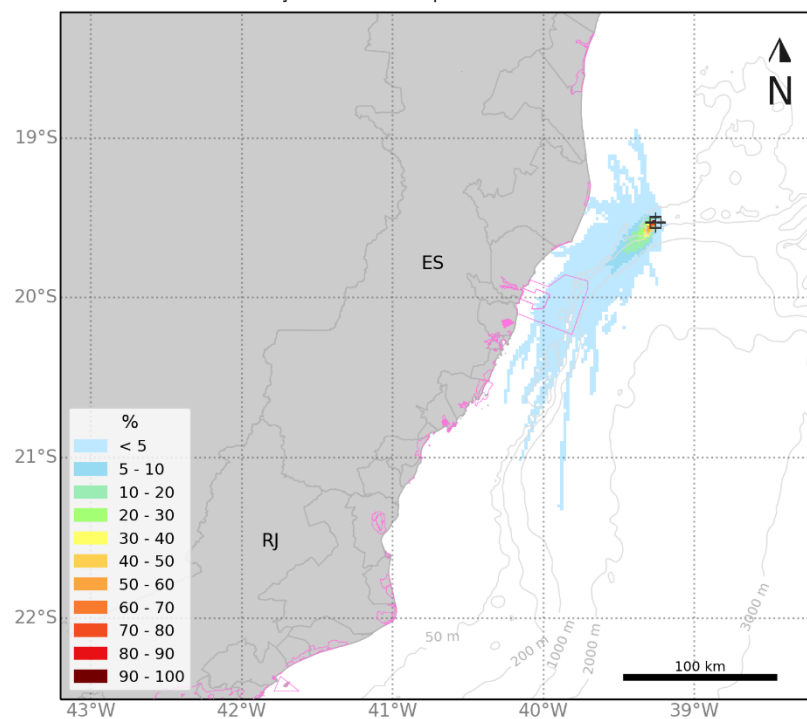 N
19°S
20°S
21°S
22°S
ES
RJ
%
< 5
5 - 10
10 - 20
20 - 30
30 - 40
40 - 50
50 - 60
60 - 70
70 - 80
80 - 90
90 - 100
50 m
200 m
1000 m
2000 m
3000 m
100 km
43°W
42°W
41°W
40°W
39°W